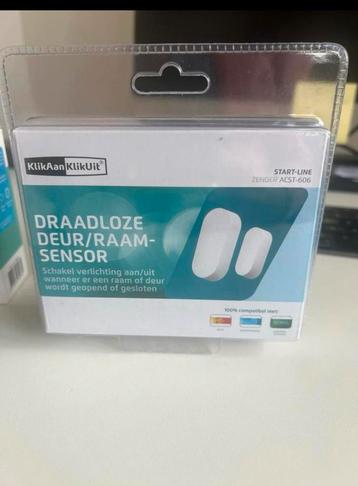 KlikAanKlikUit®
START-LINE
ZENDER ACST-606
DRAADLOZE
DEUR/RAAM-
SENSOR
Schakel verlichting aan/uit
wanneer er een raam of deur
wordt geopend of gesloten
100% compatibel met: